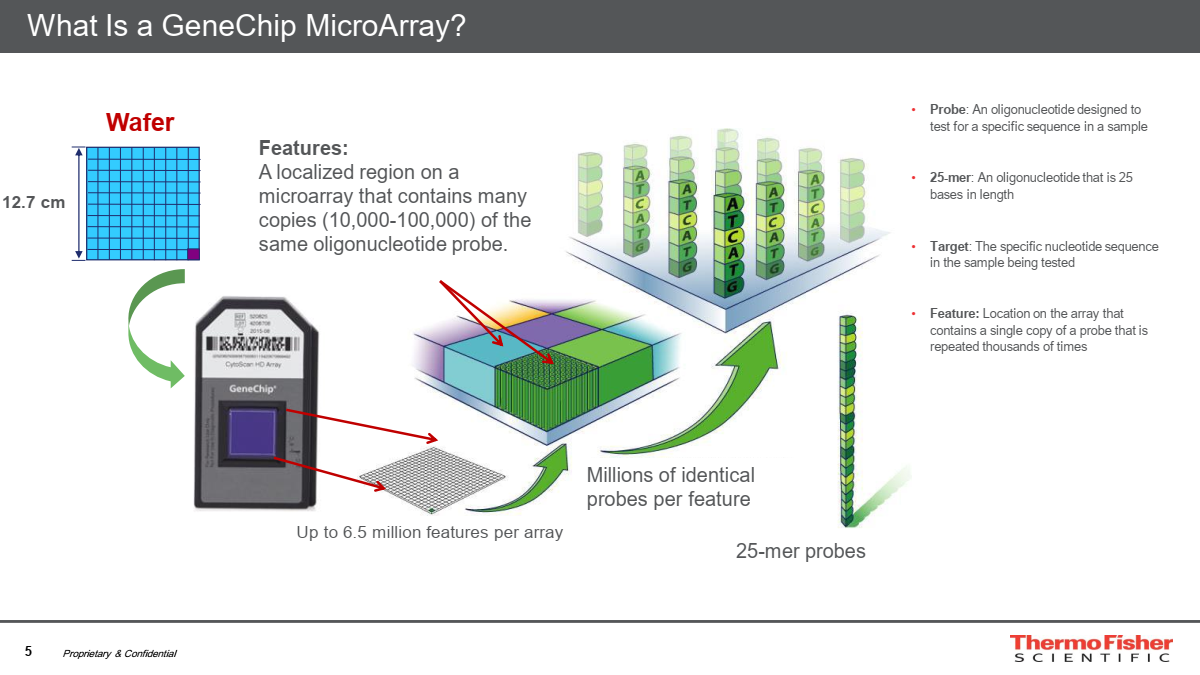 What Is a GeneChip MicroArray?
Wafer
12.7 cm
Features:
A localized region on a
microarray that contains many
copies (10,000-100,000) of the
same oligonucleotide probe.
A
T
C
A
T
G
A
T
C
A
T
G
A
T
C
A
T
G
A
T
C
A
T
G
A
T
C
A
T
G
• Probe: An oligonucleotide designed to
test for a specific sequence in a sample
• 25-mer: An oligonucleotide that is 25
bases in length
• Target: The specific nucleotide sequence
in the sample being tested
• Feature: Location on the array that
contains a single copy of a probe that is
repeated thousands of times
520825
4206708
2015-08
CytoScan HD Array
GeneChip®
Up to 6.5 million features per array
Millions of identical
probes per feature
25-mer probes
5
Proprietary & Confidential
ThermoFisher
SCIENTIFIC